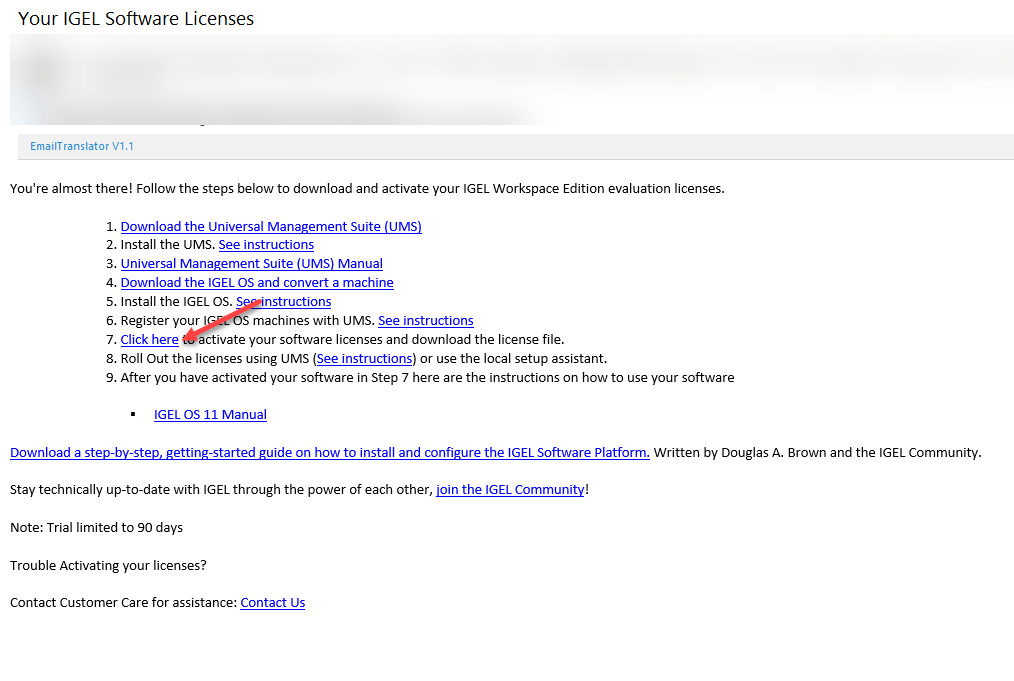 Your IGEL Software Licenses
EmailTranslator V1.1
You're almost there! Follow the steps below to download and activate your IGEL Workspace Edition evaluation licenses.
1. Download the Universal Management Suite (UMS)
2. Install the UMS. See instructions
3. Universal Management Suite (UMS) Manual
4. Download the IGEL OS and convert a machine
5. Install the IGEL OS. See instructions
6. Register your IGEL OS machines with UMS. See instructions
7. Click here to activate your software licenses and download the license file.
8. Roll Out the licenses using UMS (See instructions) or use the local setup assistant.
9. After you have activated your software in Step 7 here are the instructions on how to use your software
▪ IGEL OS 11 Manual
Download a step-by-step, getting-started guide on how to install and configure the IGEL Software Platform. Written by Douglas A. Brown and the IGEL Community.
Stay technically up-to-date with IGEL through the power of each other, join the IGEL Community!
Note: Trial limited to 90 days
Trouble Activating your licenses?
Contact Customer Care for assistance: Contact Us